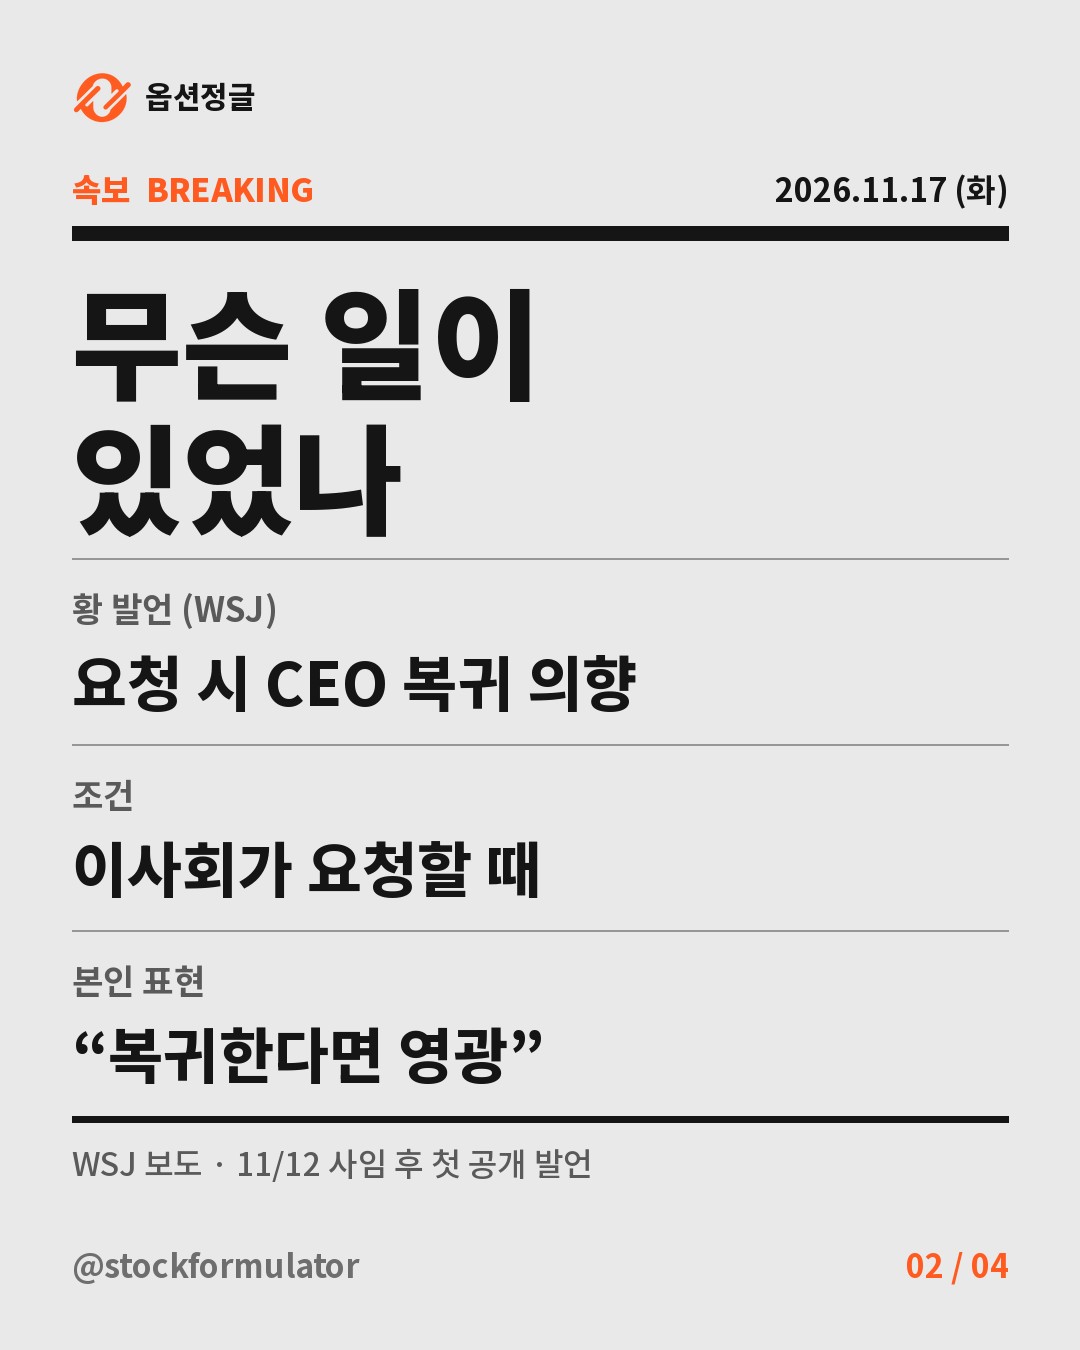 옵션정글
속보 BREAKING
2026.11.17 (화)
무슨 일이
있었나
황 발언 (WSJ)
요청 시 CEO 복귀 의향
조건
이사회가 요청할 때
본인 표현
“복귀한다면 영광”
WSJ 보도 · 11/12 사임 후 첫 공개 발언
@stockformulator
02 / 04